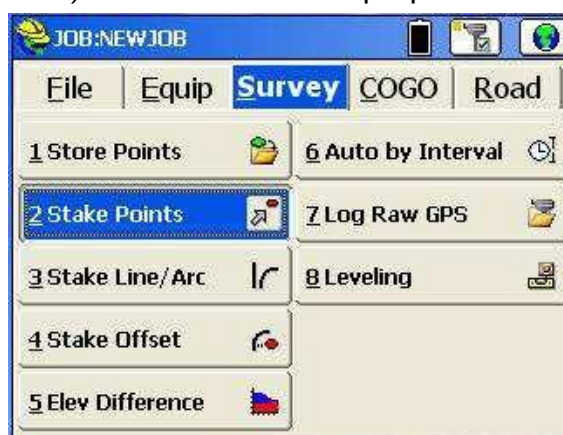 JOB:NEWJOB
File Equip Survey COGO Road
1 Store Points
2 Stake Points
3 Stake Line/Arc
4 Stake Offset
5 Elev Difference
6 Auto by Interval
7 Log Raw GPS
8 Leveling